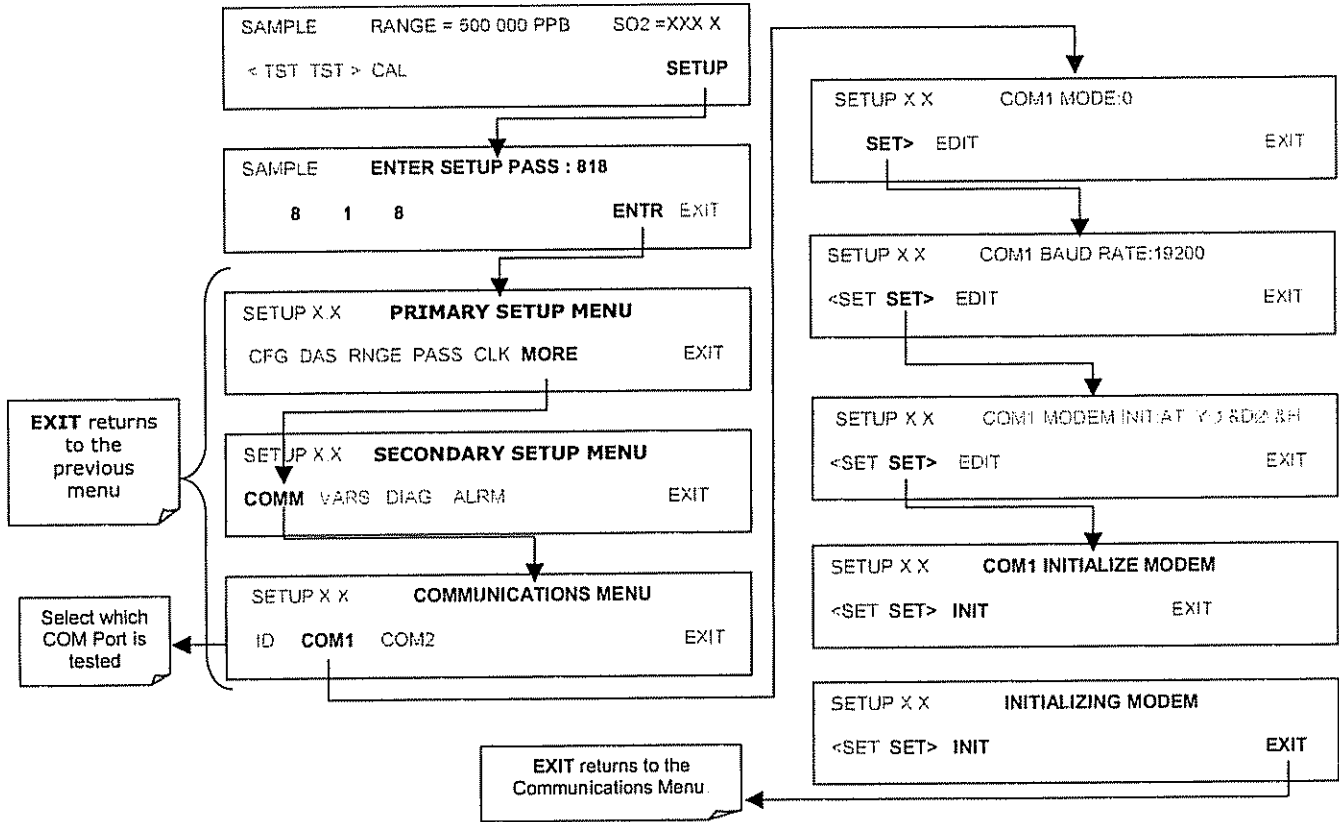 SAMPLE RANGE = 500 000 PPB SO2 =XXX X
< TST TST > CAL SETUP
SAMPLE ENTER SETUP PASS : 818
8 1 8 ENTR EXIT
SETUP X.X PRIMARY SETUP MENU
CFG DAS RNGE PASS CLK MORE EXIT
EXIT returns
to the
previous
menu
SETUP X.X SECONDARY SETUP MENU
COMM VARS DIAG ALRM EXIT
Select which
COM Port is
tested
SETUP X X COMMUNICATIONS MENU
ID COM1 COM2 EXIT
SETUP X X COM1 MODE:0
SET> EDIT EXIT
SETUP X X COM1 BAUD RATE:19200
<SET SET> EDIT EXIT
SETUP X X COM1 MODEM INIT:AT &DØ &H
<SET SET> EDIT EXIT
SETUP X X COM1 INITIALIZE MODEM
<SET SET> INIT EXIT
SETUP X X INITIALIZING MODEM
<SET SET> INIT EXIT
EXIT returns to the
Communications Menu